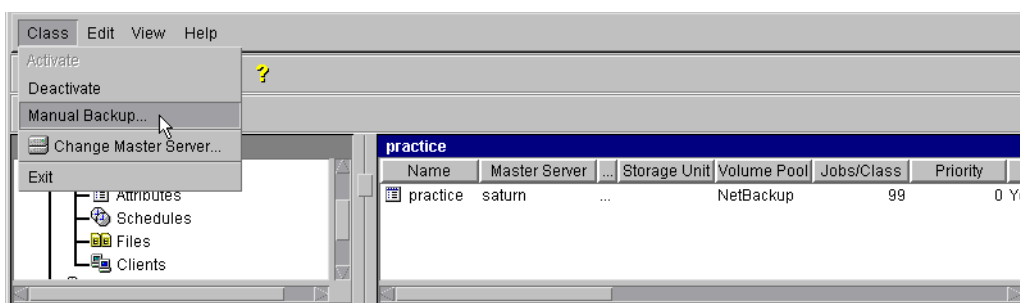 Class Edit View Help
Activate
Deactivate
Manual Backup...
Change Master Server...
Exit
Attributes
Schedules
Files
Clients
practice
Name Master Server ... Storage Unit Volume Pool Jobs/Class Priority
practice saturn ... NetBackup 99 0